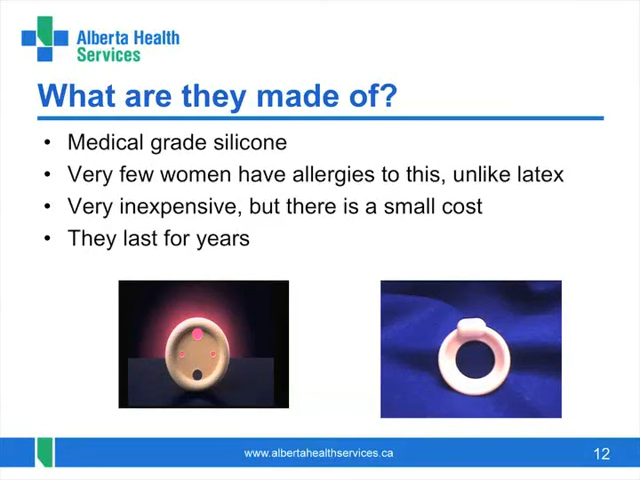 Alberta Health
Services
What are they made of?
• Medical grade silicone
• Very few women have allergies to this, unlike latex
• Very inexpensive, but there is a small cost
• They last for years
www.albertahealthservices.ca
12